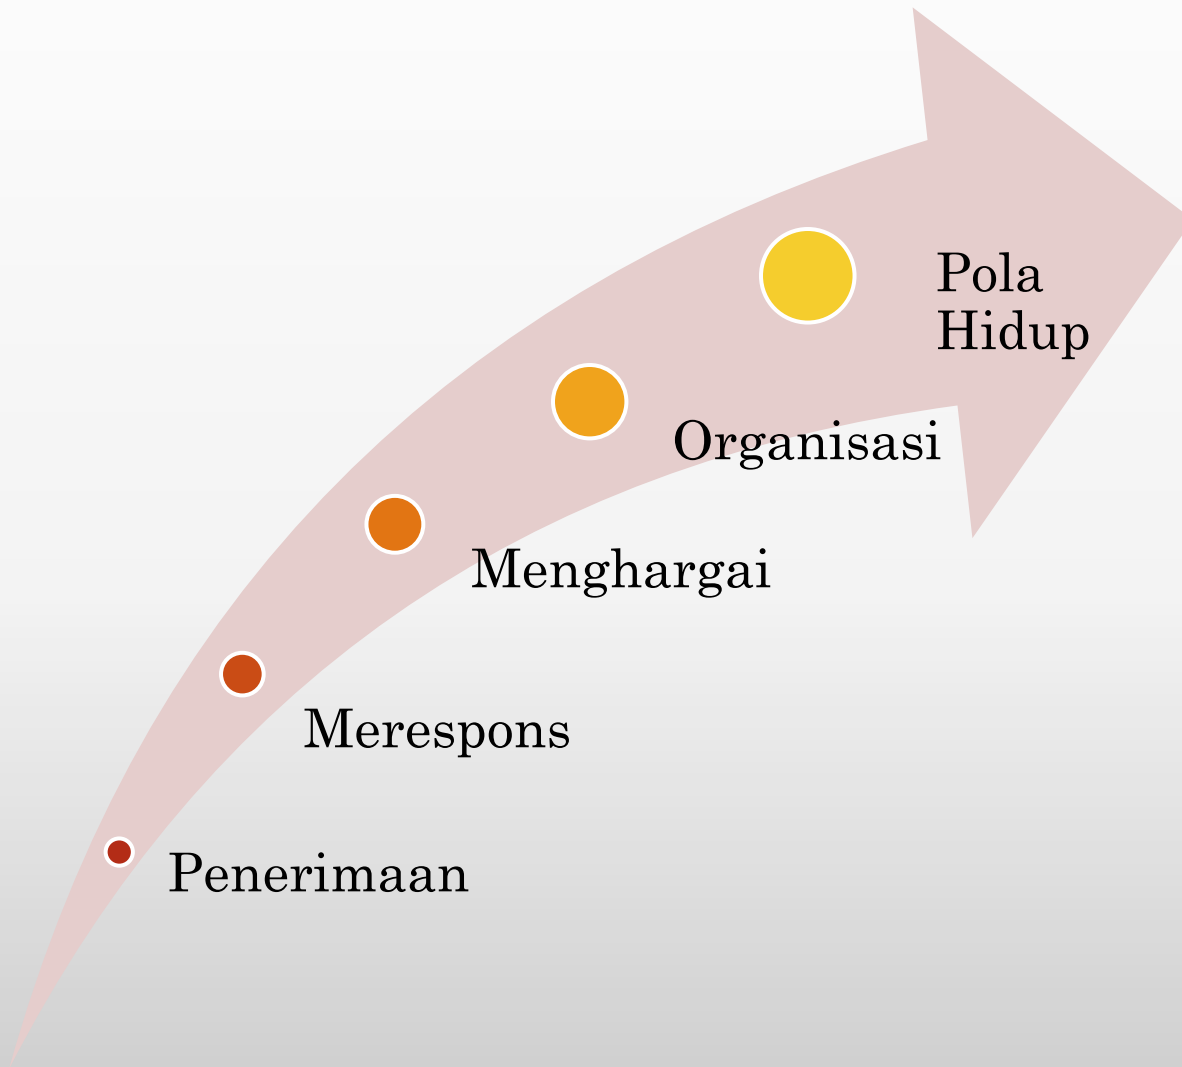 Pola
Hidup
Organisasi
Menghargai
Merespons
Penerimaan